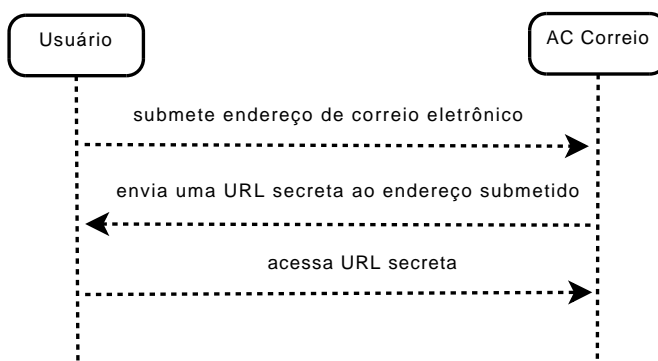 Usuário
AC Correio
submete endereço de correio eletrônico
envia uma URL secreta ao endereço submetido
acessa URL secreta